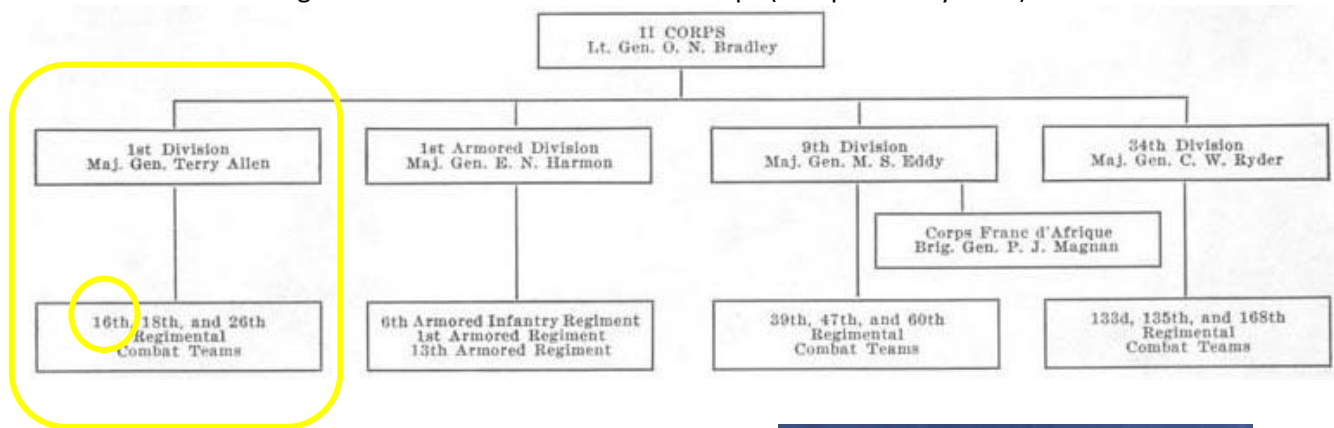 II CORPS
Lt. Gen. O. N. Bradley
1st Division
Maj. Gen. Terry Allen
1st Armored Division
Maj. Gen. E. N. Harmon
9th Division
Maj. Gen. M. S. Eddy
34th Division
Maj. Gen. C. W. Ryder
Corps Franc d'Afrique
Brig. Gen. P. J. Magnan
16th, 18th, and 26th
Regimental
Combat Teams
6th Armored Infantry Regiment
1st Armored Regiment
13th Armored Regiment
39th, 47th, and 60th
Regimental
Combat Teams
133d, 135th, and 168th
Regimental
Combat Teams